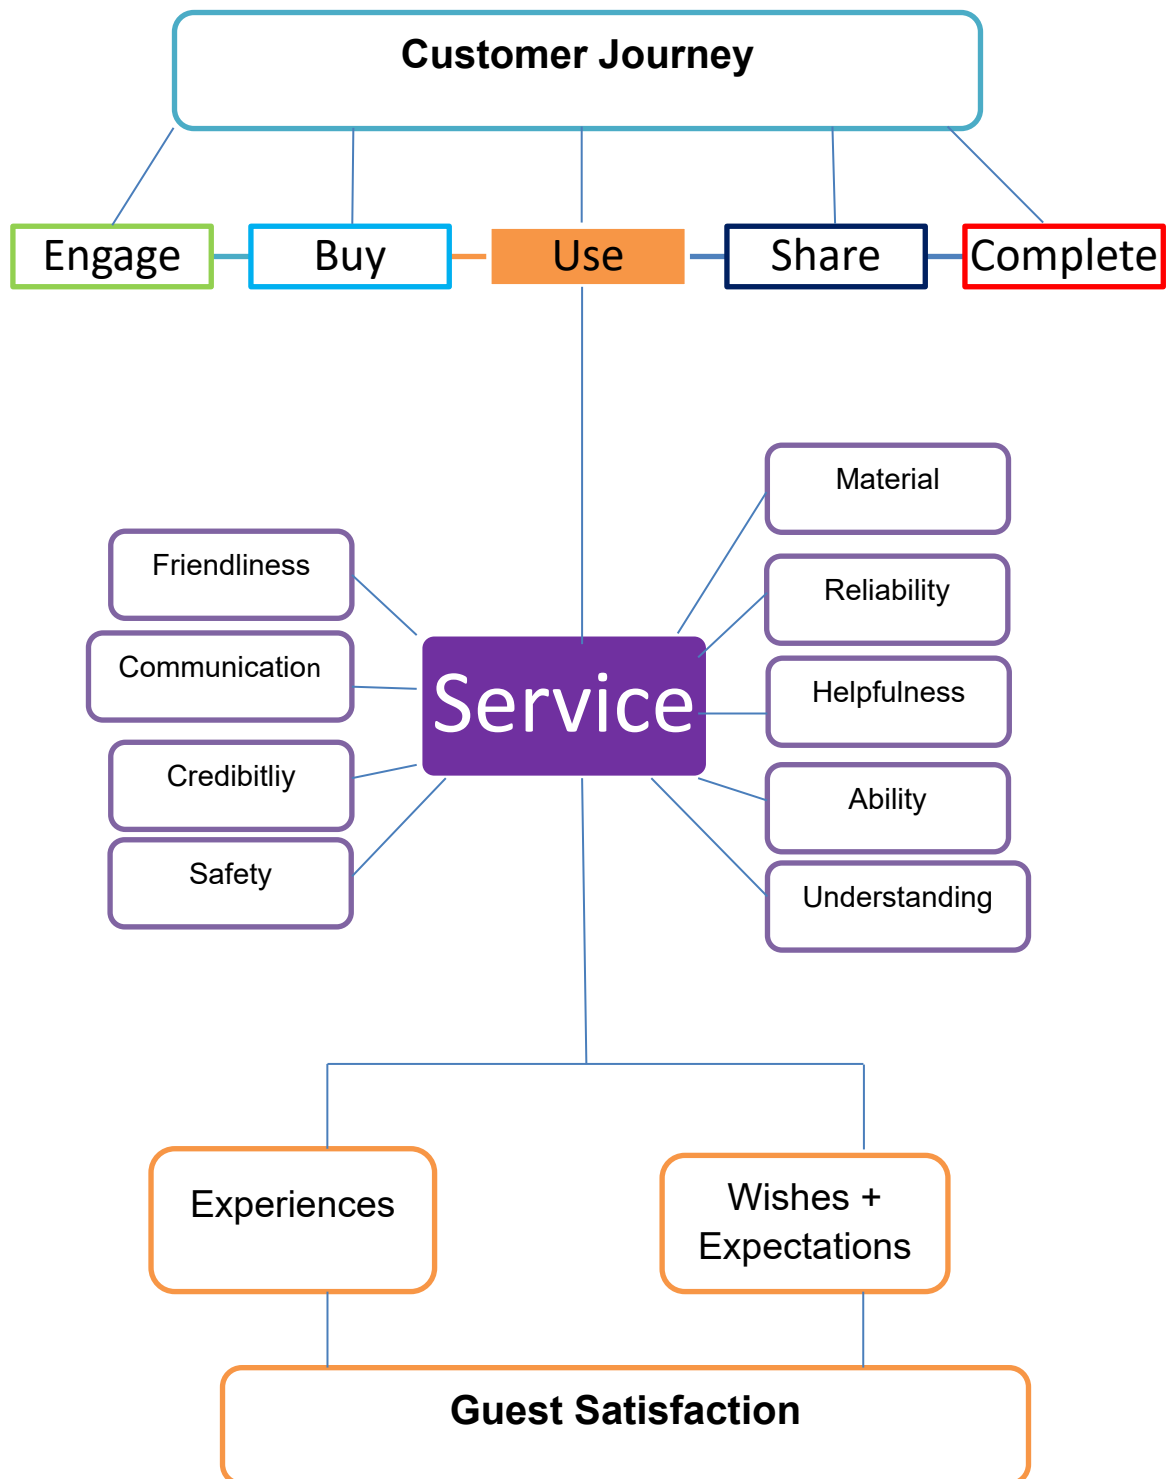 Customer Journey
Engage
Buy
Use
Share
Complete
Material
Friendliness
Reliability
Communication
Helpfulness
Service
Credibitliy
Ability
Safety
Understanding
Experiences
Wishes +
Expectations
Guest Satisfaction